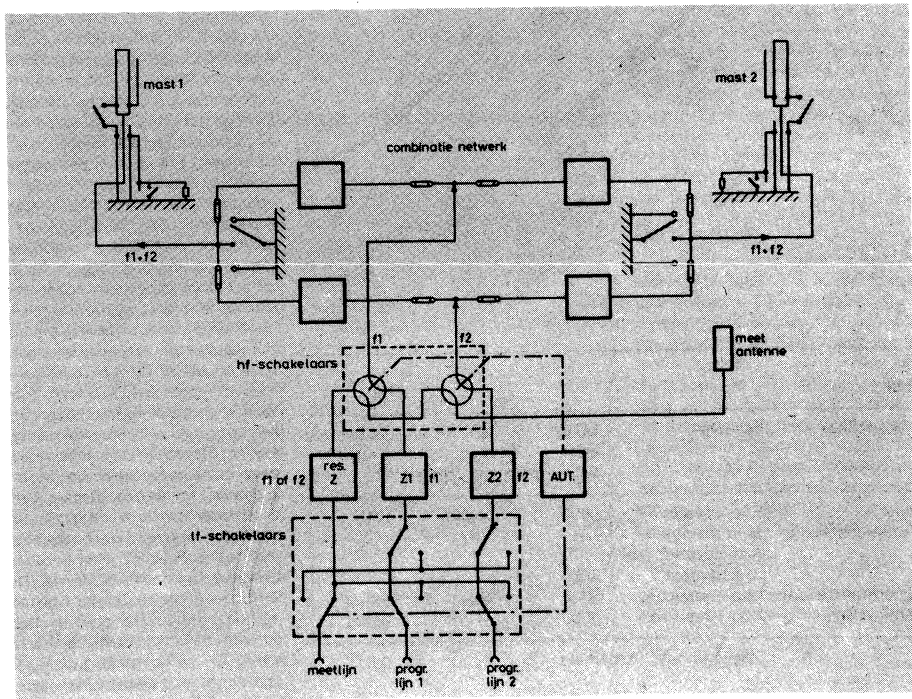 mast 1
mast 2
combinatie netwerk
f1+f2
f1+f2
f1
f2
meet
antenne
hf-schakelaars
f1 of f2
res.
Z
Z1
f1
Z2
f2
AUT.
lf-schakelaars
meetlijn
progr.
lijn 1
progr.
lijn 2